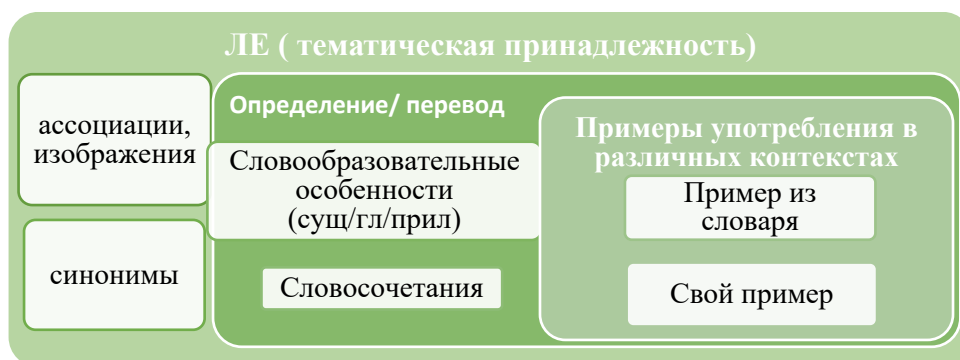 ЛЕ ( тематическая принадлежность)
ассоциации,
изображения
синонимы
Определение/ перевод
Словообразовательные
особенности
(сущ/гл/прил)
Словосочетания
Примеры употребления в
различных контекстах
Пример из
словаря
Свой пример